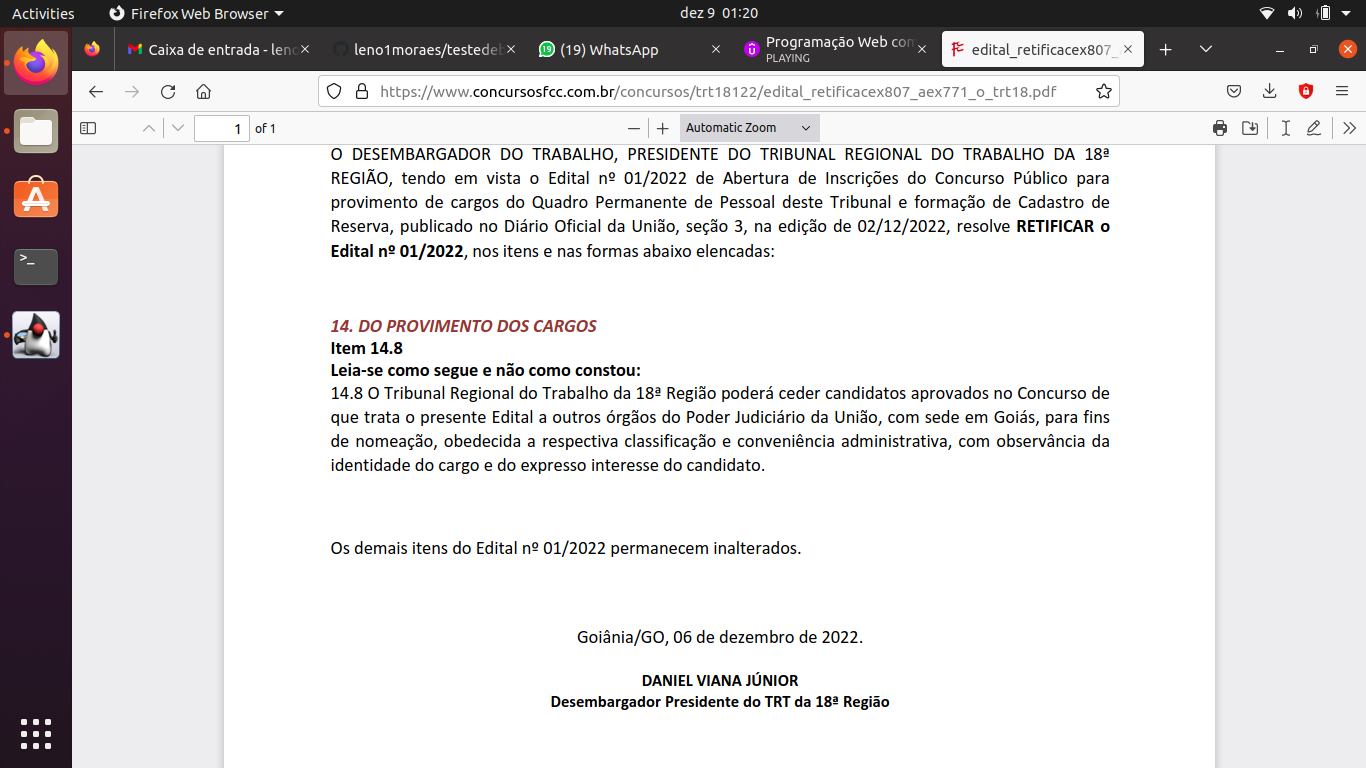 Activities
Firefox Web Browser
dez 9 01:20
Caixa de entrada - leno
leno1moraes/testedeb
(19) WhatsApp
Programação Web com
PLAYING
edital_retificacex807_
https://www.concursosfcc.com.br/concursos/trt18122/edital_retificacex807_aex771_o_trt18.pdf
1 of 1
Automatic Zoom
O DESEMBARGADOR DO TRABALHO, PRESIDENTE DO TRIBUNAL REGIONAL DO TRABALHO DA 18ª
REGIÃO, tendo em vista o Edital nº 01/2022 de Abertura de Inscrições do Concurso Público para
provimento de cargos do Quadro Permanente de Pessoal deste Tribunal e formação de Cadastro de
Reserva, publicado no Diário Oficial da União, seção 3, na edição de 02/12/2022, resolve RETIFICAR o
Edital nº 01/2022, nos itens e nas formas abaixo elencadas:
14. DO PROVIMENTO DOS CARGOS
Item 14.8
Leia-se como segue e não como constou:
14.8 O Tribunal Regional do Trabalho da 18ª Região poderá ceder candidatos aprovados no Concurso de
que trata o presente Edital a outros órgãos do Poder Judiciário da União, com sede em Goiás, para fins
de nomeação, obedecida a respectiva classificação e conveniência administrativa, com observância da
identidade do cargo e do expresso interesse do candidato.
Os demais itens do Edital nº 01/2022 permanecem inalterados.
Goiânia/GO, 06 de dezembro de 2022.
DANIEL VIANA JÚNIOR
Desembargador Presidente do TRT da 18ª Região